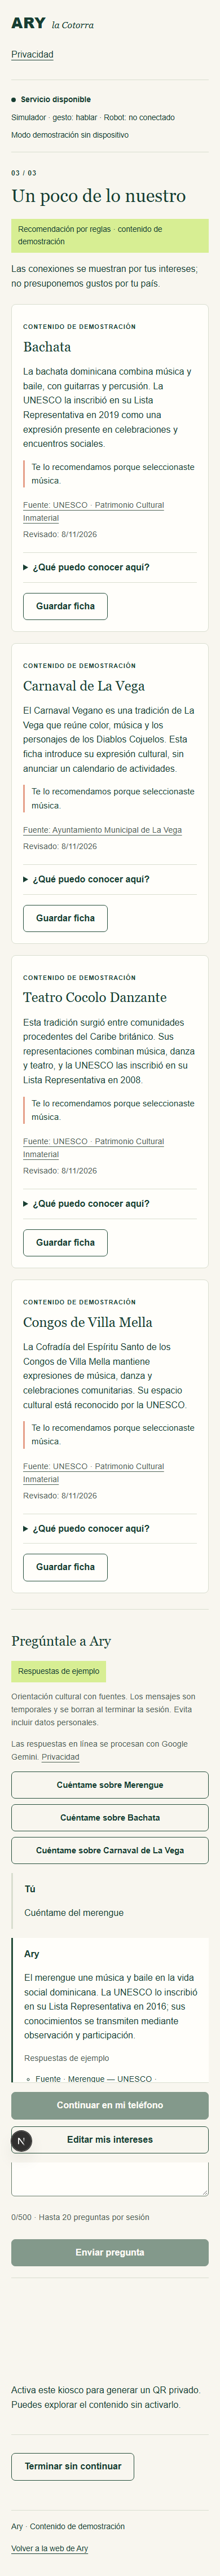 ARY la Cotorra
Privacidad
Servicio disponible
Simulador · gesto: hablar · Robot: no conectado
Modo demostración sin dispositivo
03 / 03
Un poco de lo nuestro
Recomendación por reglas · contenido de
demostración
Las conexiones se muestran por tus intereses;
no presuponemos gustos por tu país.
CONTENIDO DE DEMOSTRACIÓN
Bachata
La bachata dominicana combina música y
baile, con guitarras y percusión. La
UNESCO la inscribió en su Lista
Representativa en 2019 como una
expresión presente en celebraciones y
encuentros sociales.
Te lo recomendamos porque seleccionaste
música.
Fuente: UNESCO · Patrimonio Cultural
Inmaterial
Revisado: 8/11/2026
¿Qué puedo conocer aquí?
Guardar ficha
CONTENIDO DE DEMOSTRACIÓN
Carnaval de La Vega
El Carnaval Vegano es una tradición de La
Vega que reúne color, música y los
personajes de los Diablos Cojuelos. Esta
ficha introduce su expresión cultural, sin
anunciar un calendario de actividades.
Te lo recomendamos porque seleccionaste
música.
Fuente: Ayuntamiento Municipal de La Vega
Revisado: 8/11/2026
¿Qué puedo conocer aquí?
Guardar ficha
CONTENIDO DE DEMOSTRACIÓN
Teatro Cocolo Danzante
Esta tradición surgió entre comunidades
procedentes del Caribe británico. Sus
representaciones combinan música, danza
y teatro, y la UNESCO las inscribió en su
Lista Representativa en 2008.
Te lo recomendamos porque seleccionaste
música.
Fuente: UNESCO · Patrimonio Cultural
Inmaterial
Revisado: 8/11/2026
¿Qué puedo conocer aquí?
Guardar ficha
CONTENIDO DE DEMOSTRACIÓN
Congos de Villa Mella
La Cofradía del Espíritu Santo de los
Congos de Villa Mella mantiene
expresiones de música, danza y
celebraciones comunitarias. Su espacio
cultural está reconocido por la UNESCO.
Te lo recomendamos porque seleccionaste
música.
Fuente: UNESCO · Patrimonio Cultural
Inmaterial
Revisado: 8/11/2026
¿Qué puedo conocer aquí?
Guardar ficha
Pregúntale a Ary
Respuestas de ejemplo
Orientación cultural con fuentes. Los mensajes son
temporales y se borran al terminar la sesión. Evita
incluir datos personales.
Las respuestas en línea se procesan con Google
Gemini. Privacidad
Cuéntame sobre Merengue
Cuéntame sobre Bachata
Cuéntame sobre Carnaval de La Vega
Tú
Cuéntame del merengue
Ary
El merengue une música y baile en la vida
social dominicana. La UNESCO lo inscribió
en su Lista Representativa en 2016; sus
conocimientos se transmiten mediante
observación y participación.
Respuestas de ejemplo
Fuente · Merengue — UNESCO ·
Continuar en mi teléfono
N
Editar mis intereses
0/500 · Hasta 20 preguntas por sesión
Enviar pregunta
Activa este kiosco para generar un QR privado.
Puedes explorar el contenido sin activarlo.
Terminar sin continuar
Ary · Contenido de demostración
Volver a la web de Ary